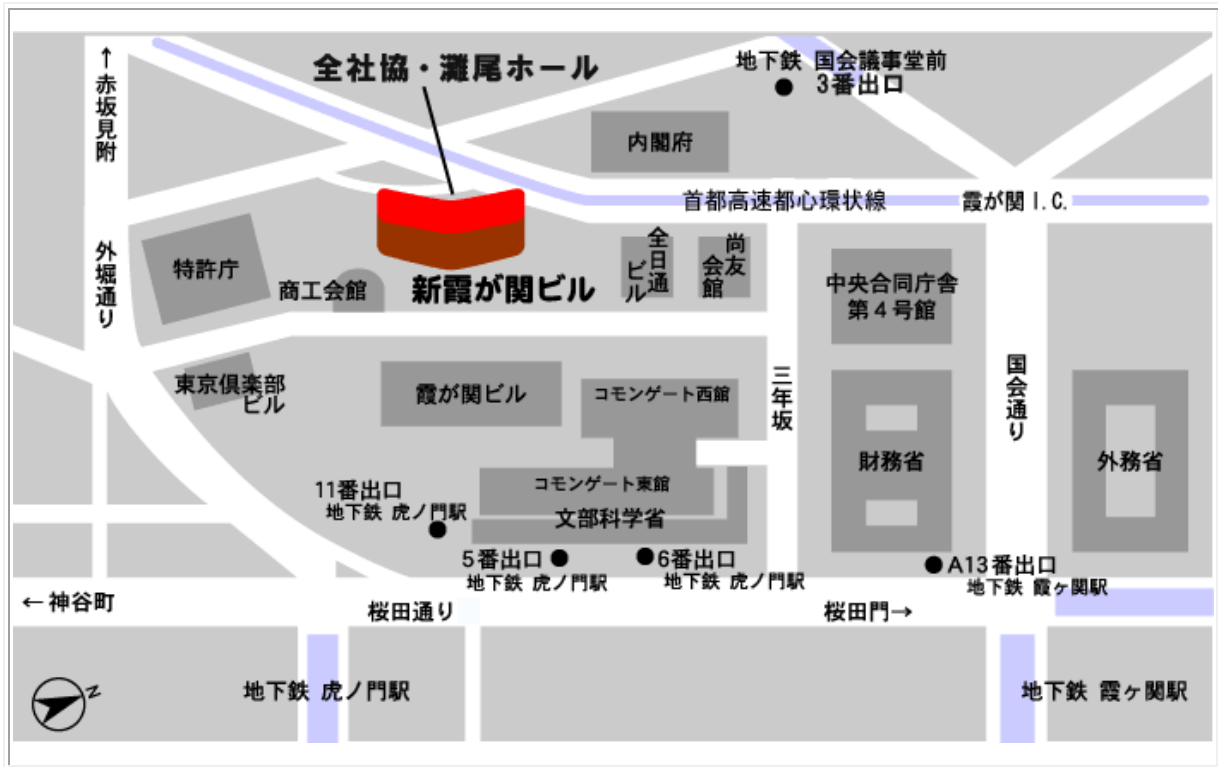 全社協・灘尾ホール
地下鉄 国会議事堂前
3番出口
↑赤坂見附
内閣府
首都高速都心環状線
霞が関 I.C.
外堀通り
特許庁
商工会館
新霞が関ビル
全日通
ビル
尚友
会館
中央合同庁舎
第4号館
東京倶楽部
ビル
霞が関ビル
コモンゲート西館
三年坂
国会通り
財務省
外務省
コモンゲート東館
文部科学省
11番出口
地下鉄 虎ノ門駅
5番出口
地下鉄 虎ノ門駅
6番出口
地下鉄 虎ノ門駅
A13番出口
地下鉄 霞ヶ関駅
←神谷町
桜田通り
桜田門→
地下鉄 虎ノ門駅
地下鉄 霞ヶ関駅
N